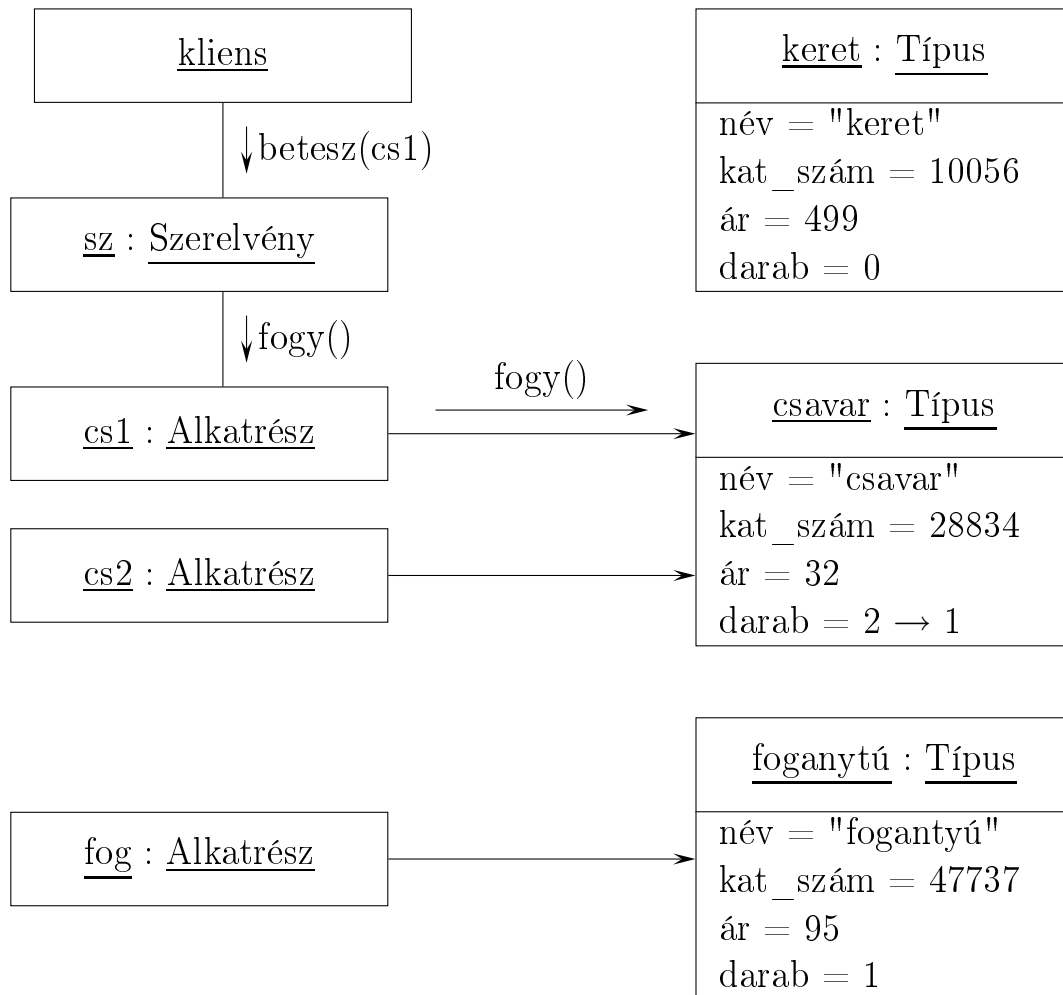 kliens
betesz(cs1)
sz : Szerelvény
fogy()
cs1 : Alkatrész
fogy()
cs2 : Alkatrész
fog : Alkatrész
keret : Típus
név = "keret"
kat_szám = 10056
ár = 499
darab = 0
csavar : Típus
név = "csavar"
kat_szám = 28834
ár = 32
darab = 2 → 1
foganytú : Típus
név = "fogantyú"
kat_szám = 47737
ár = 95
darab = 1